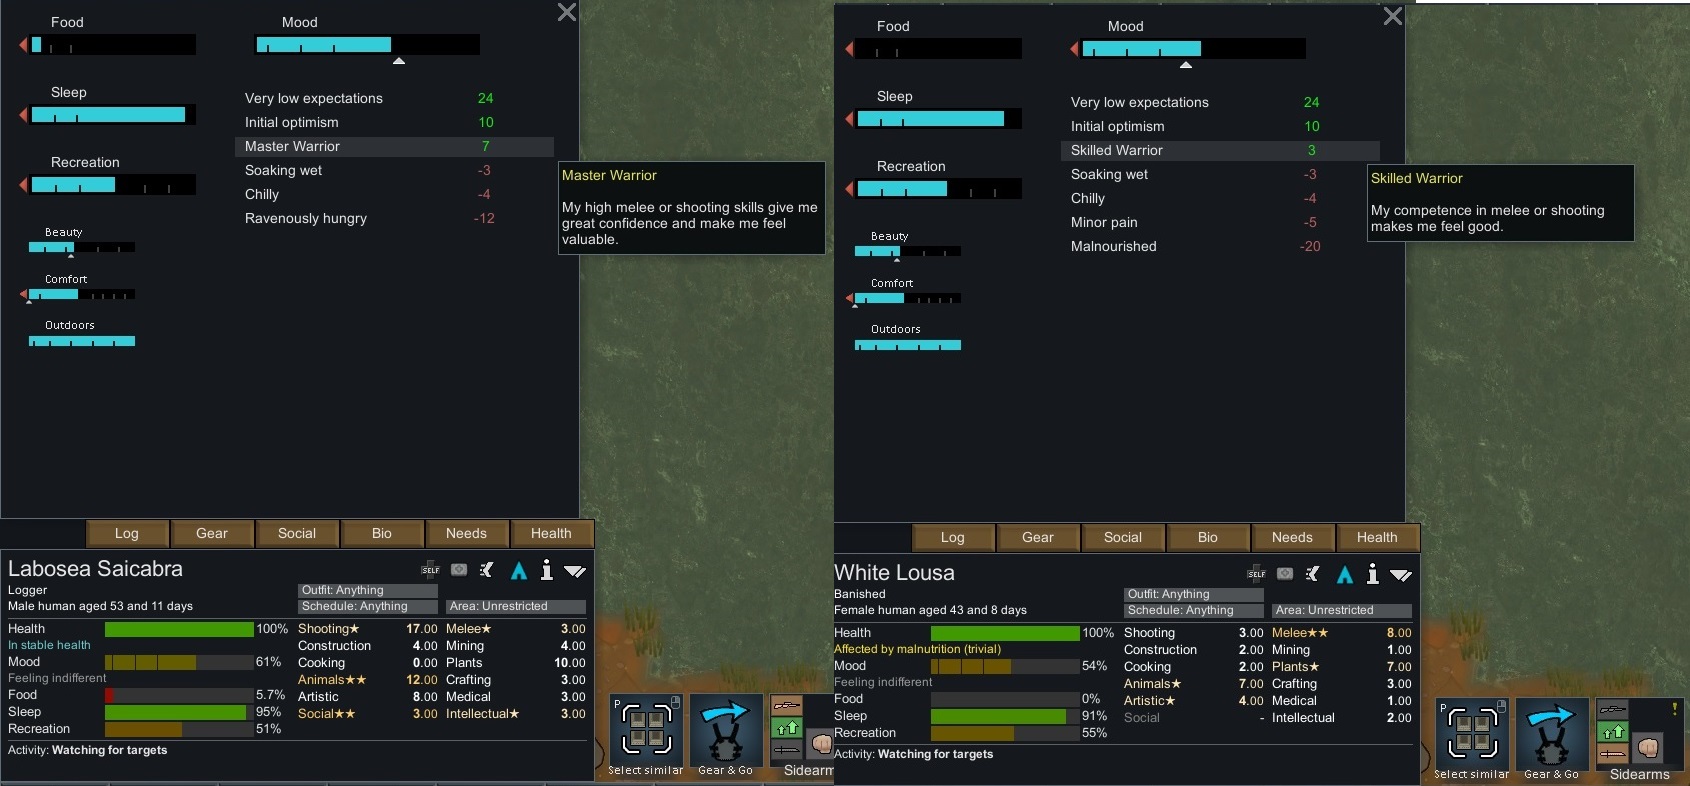 Food
Mood
Sleep
Very low expectations 24
Initial optimism 10
Master Warrior 7
Recreation
Soaking wet -3
Chilly -4
Ravenously hungry -12
Master Warrior
My high melee or shooting skills give me
great confidence and make me feel
valuable.
Beauty
Comfort
Outdoors
Log Gear Social Bio Needs Health
Labosea Saicabra
SELF
Logger
Male human aged 53 and 11 days
Outfit: Anything
Schedule: Anything Area: Unrestricted
Health 100%
In stable health
Mood 61%
Feeling indifferent
Food 5.7%
Sleep 95%
Recreation 51%
Activity: Watching for targets
Shooting★ 17.00 Melee★ 3.00
Construction 4.00 Mining 4.00
Cooking 0.00 Plants 10.00
Animals★★ 12.00 Crafting 3.00
Artistic 8.00 Medical 3.00
Social★★ 3.00 Intellectual★ 3.00
P
Select similar
Gear & Go
Sidearm
Food
Mood
Sleep
Very low expectations 24
Initial optimism 10
Skilled Warrior 3
Recreation
Soaking wet -3
Chilly -4
Minor pain -5
Malnourished -20
Skilled Warrior
My competence in melee or shooting
makes me feel good.
Beauty
Comfort
Outdoors
Log Gear Social Bio Needs Health
White Lousa
SELF
Banished
Female human aged 43 and 8 days
Outfit: Anything
Schedule: Anything Area: Unrestricted
Health 100%
Affected by malnutrition (trivial)
Mood 54%
Feeling indifferent
Food 0%
Sleep 91%
Recreation 55%
Activity: Watching for targets
Shooting 3.00 Melee★★ 8.00
Construction 2.00 Mining 1.00
Cooking 2.00 Plants★ 7.00
Animals★ 7.00 Crafting 3.00
Artistic★ 4.00 Medical 1.00
Social - Intellectual 2.00
P
Select similar
Gear & Go
!
Sidearms